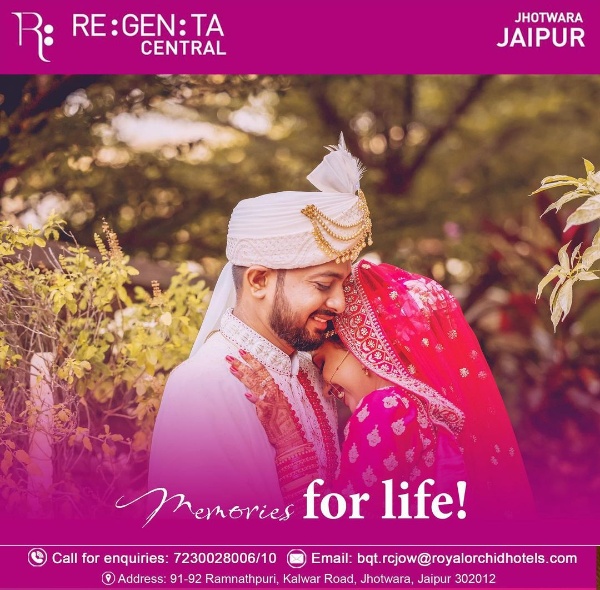 R:
RE:GEN:TA
CENTRAL
JHOTWARA
JAIPUR
Memories for life!
Call for enquiries: 7230028006/10 Email: bqt.rcjow@royalorchidhotels.com
Address: 91-92 Ramnathpuri, Kalwar Road, Jhotwara, Jaipur 302012